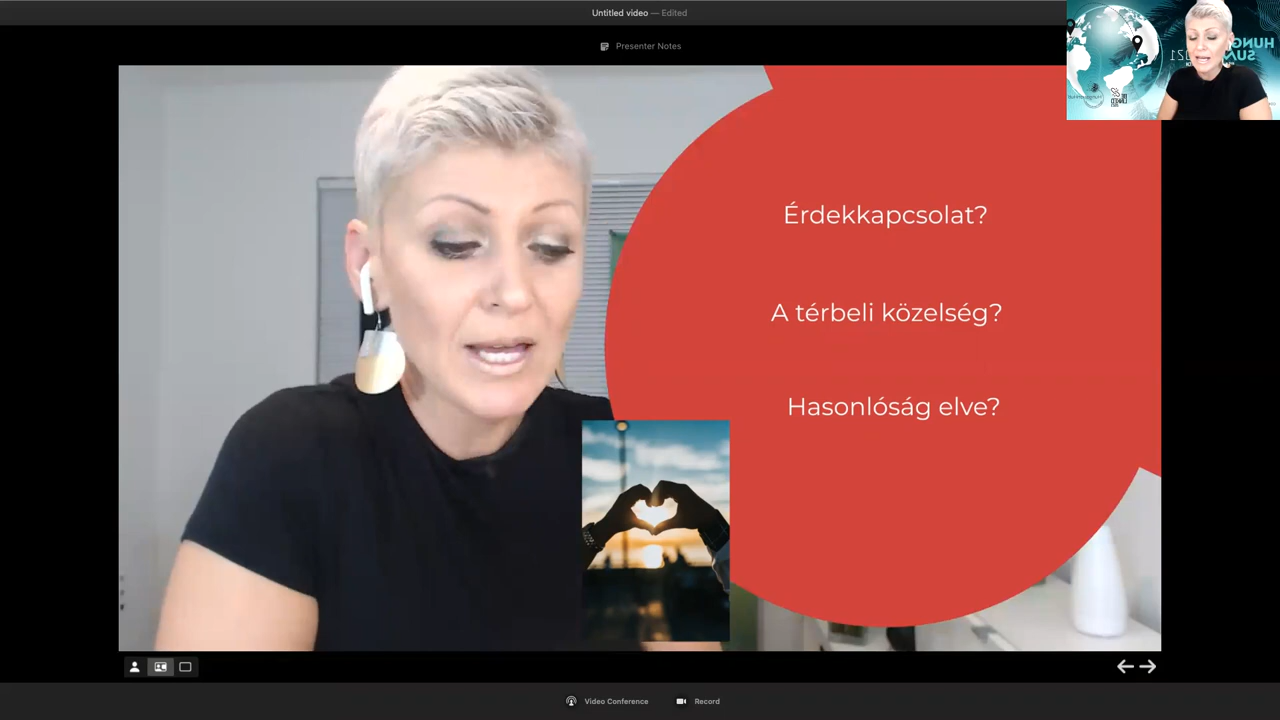 Untitled video — Edited
Presenter Notes
Érdekkapcsolat?
A térbeli közelség?
Hasonlóság elve?
Video Conference
Record